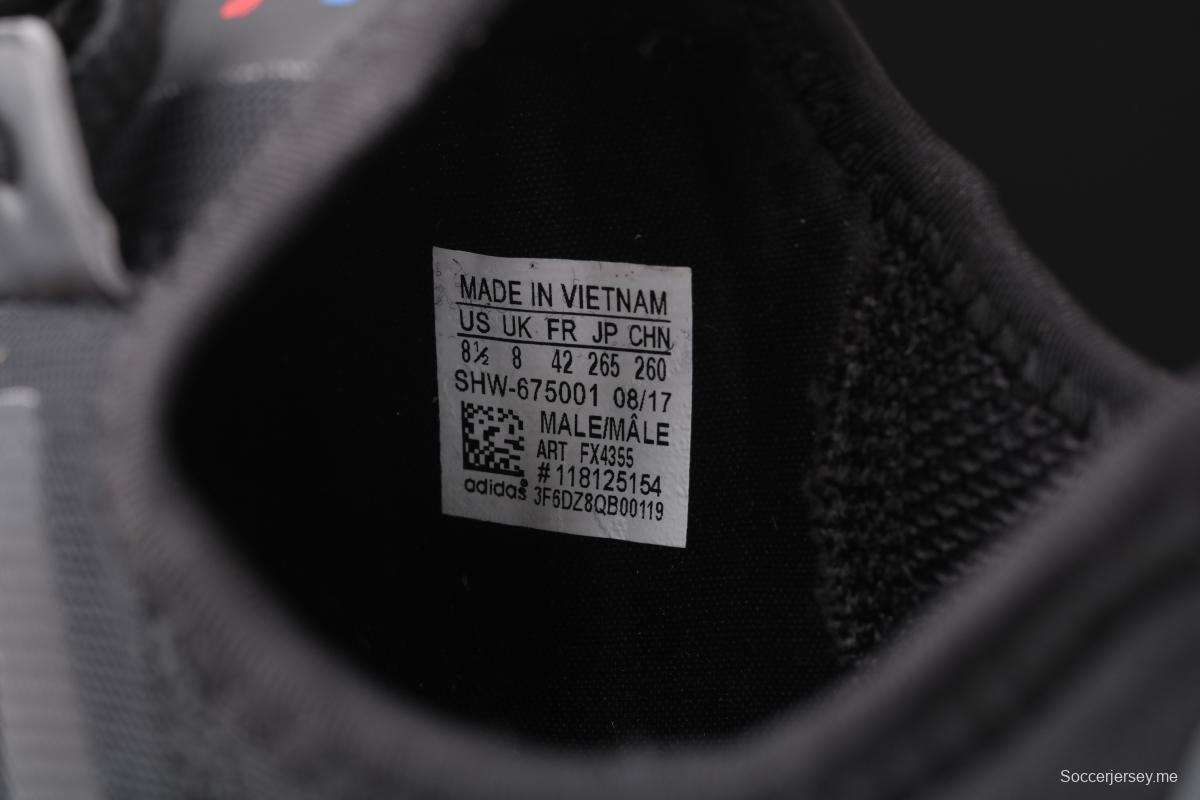 MADE IN VIETNAM
US UK FR JP CHN
8½ 8 42 265 260
SHW-675001 08/17
MALE/MÂLE
ART FX4355
#118125154
adidas® 3F6DZ8QB00119
Soccerjersey.me